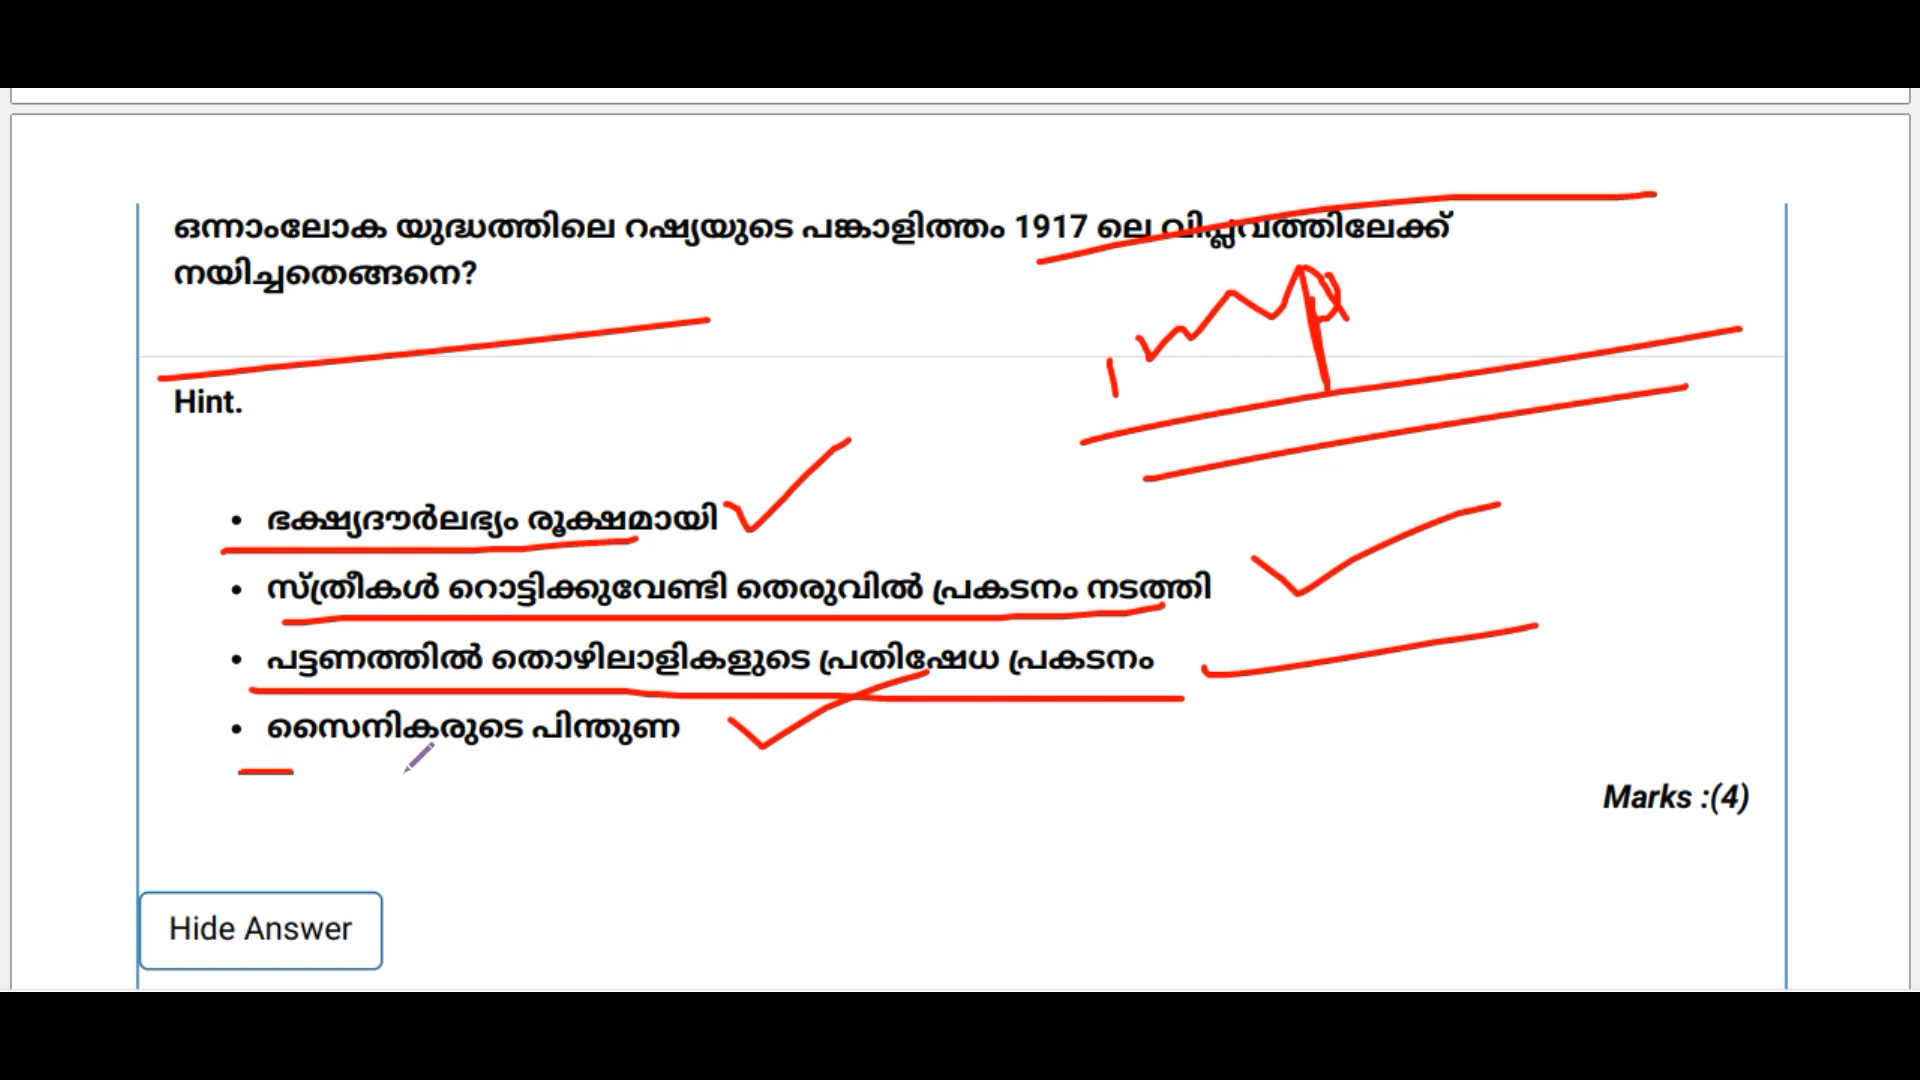 ഒന്നാംലോക യുദ്ധത്തിലെ റഷ്യയുടെ പങ്കാളിത്തം 1917 ലെ വിപ്ലവത്തിലേക്ക്
നയിച്ചതെങ്ങനെ?
Hint.
• ഭക്ഷ്യദൗർലഭ്യം രൂക്ഷമായി
• സ്ത്രീകൾ റൊട്ടിക്കുവേണ്ടി തെരുവിൽ പ്രകടനം നടത്തി
• പട്ടണത്തിൽ തൊഴിലാളികളുടെ പ്രതിഷേധ പ്രകടനം
• സൈനികരുടെ പിന്തുണ
Marks :(4)
Hide Answer